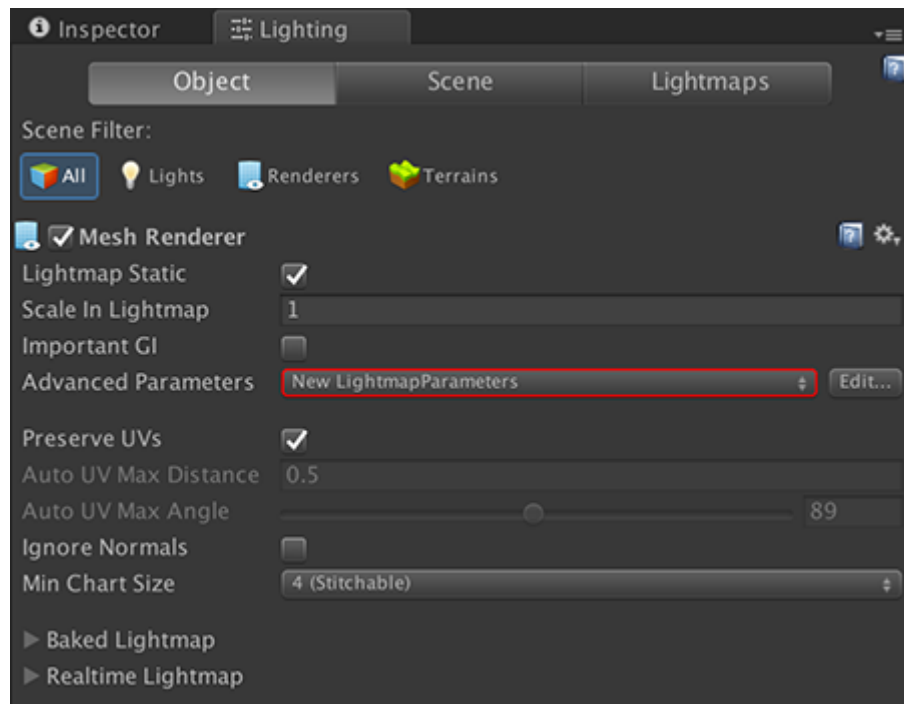 Inspector Lighting
Object Scene Lightmaps
Scene Filter:
All Lights Renderers Terrains
Mesh Renderer
Lightmap Static
Scale In Lightmap 1
Important GI
Advanced Parameters New LightmapParameters Edit...
Preserve UVs
Auto UV Max Distance 0.5
Auto UV Max Angle 89
Ignore Normals
Min Chart Size 4 (Stitchable)
Baked Lightmap
Realtime Lightmap